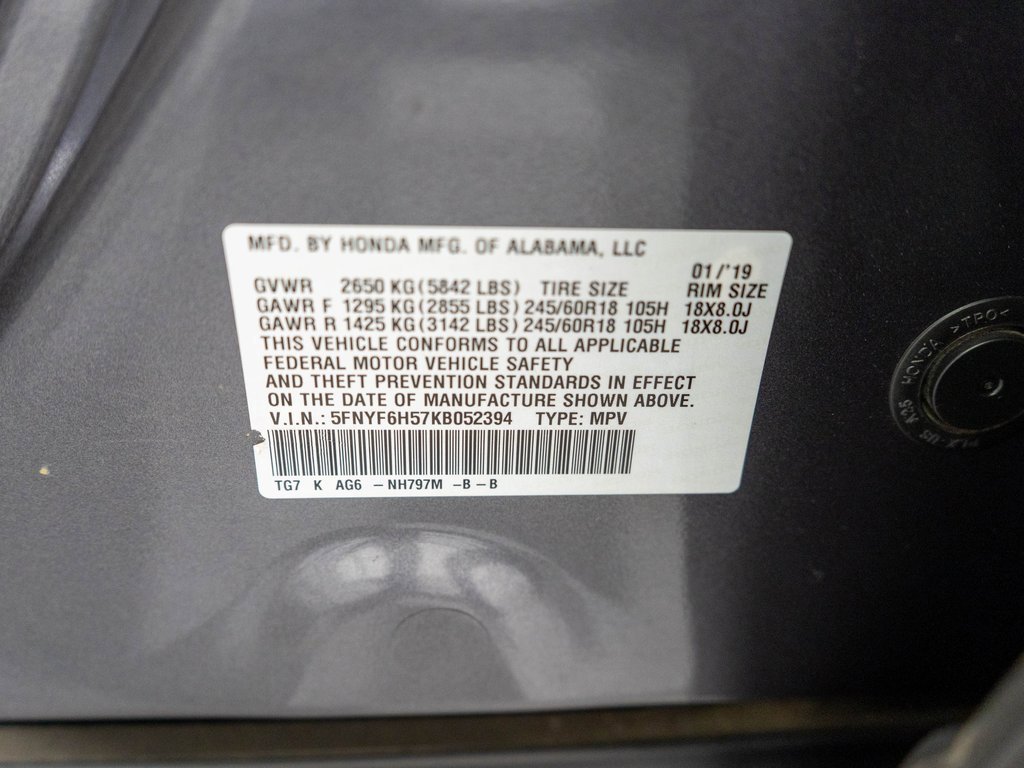 MFD. BY HONDA MFG. OF ALABAMA, LLC
01/'19
GVWR 2650 KG(5842 LBS) TIRE SIZE RIM SIZE
GAWR F 1295 KG(2855 LBS) 245/60R18 105H 18X8.0J
GAWR R 1425 KG(3142 LBS) 245/60R18 105H 18X8.0J
THIS VEHICLE CONFORMS TO ALL APPLICABLE
FEDERAL MOTOR VEHICLE SAFETY
AND THEFT PREVENTION STANDARDS IN EFFECT
ON THE DATE OF MANUFACTURE SHOWN ABOVE.
V.I.N.: 5FNYF6H57KB052394 TYPE: MPV
TG7 K AG6 -NH797M -B-B
A25 HONDA >TPO<